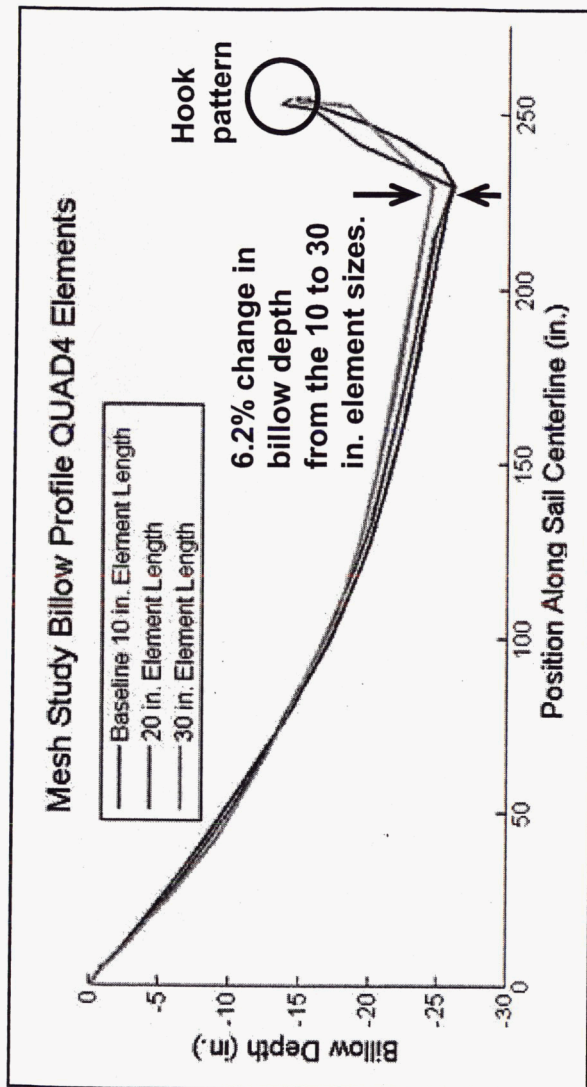 Mesh Study Billow Profile QUAD4 Elements
Baseline 10 in. Element Length
20 in. Element Length
30 in. Element Length
Hook
pattern
6.2% change in
billow depth
from the 10 to 30
in. element sizes.
Billow Depth (in.)
0
-5
-10
-15
-20
-25
-30
0
50
100
150
200
250
Position Along Sail Centerline (in.)